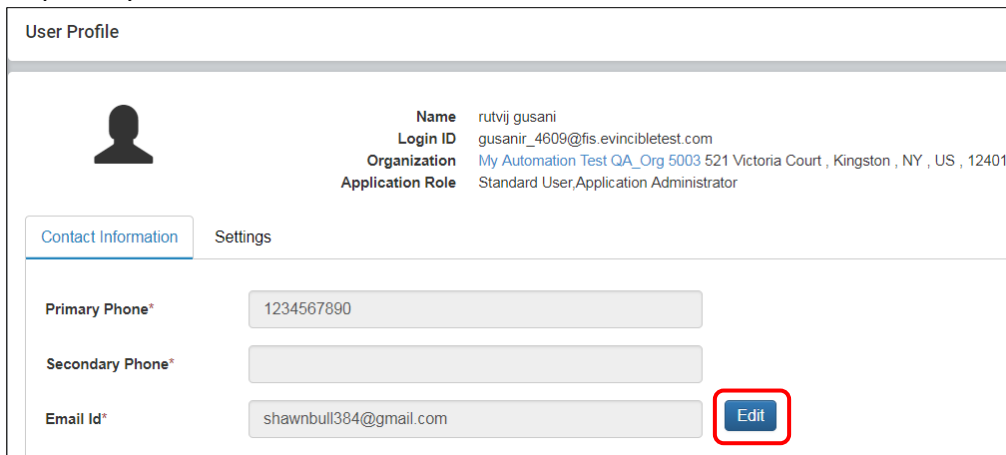 User Profile
Name rutvij gusani
Login ID gusanir_4609@fis.evincibletest.com
Organization My Automation Test QA_Org 5003 521 Victoria Court , Kingston , NY , US , 12401
Application Role Standard User,Application Administrator
Contact Information Settings
Primary Phone* 1234567890
Secondary Phone*
Email Id* shawnbull384@gmail.com Edit